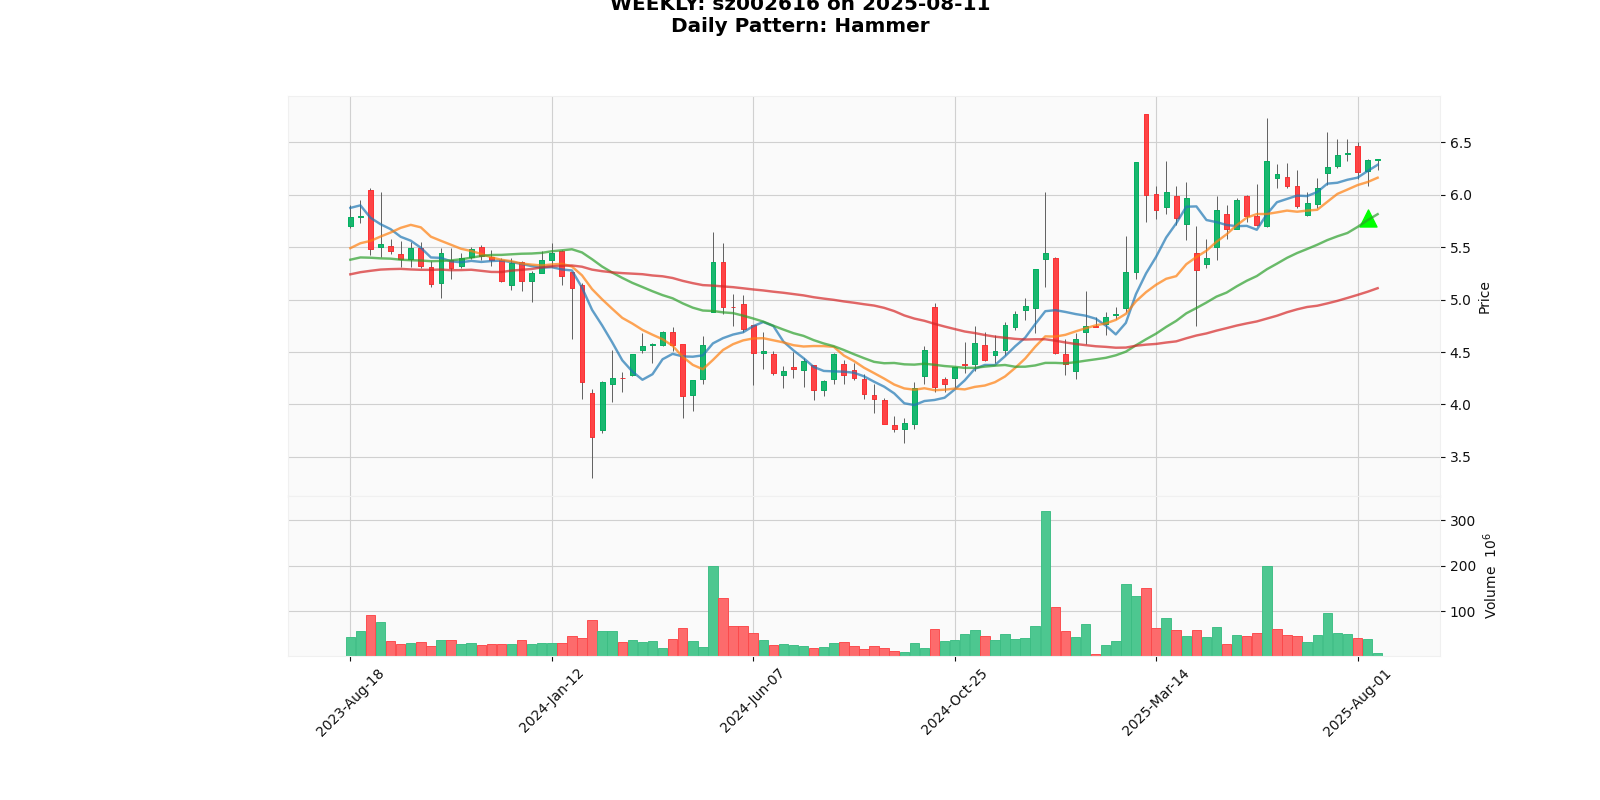 WEEKLY: sz002616 on 2025-08-11
Daily Pattern: Hammer
6.5
6.0
5.5
5.0
4.5
4.0
3.5
Price
300
200
100
Volume 10^6
2023-Aug-18
2024-Jan-12
2024-Jun-07
2024-Oct-25
2025-Mar-14
2025-Aug-01